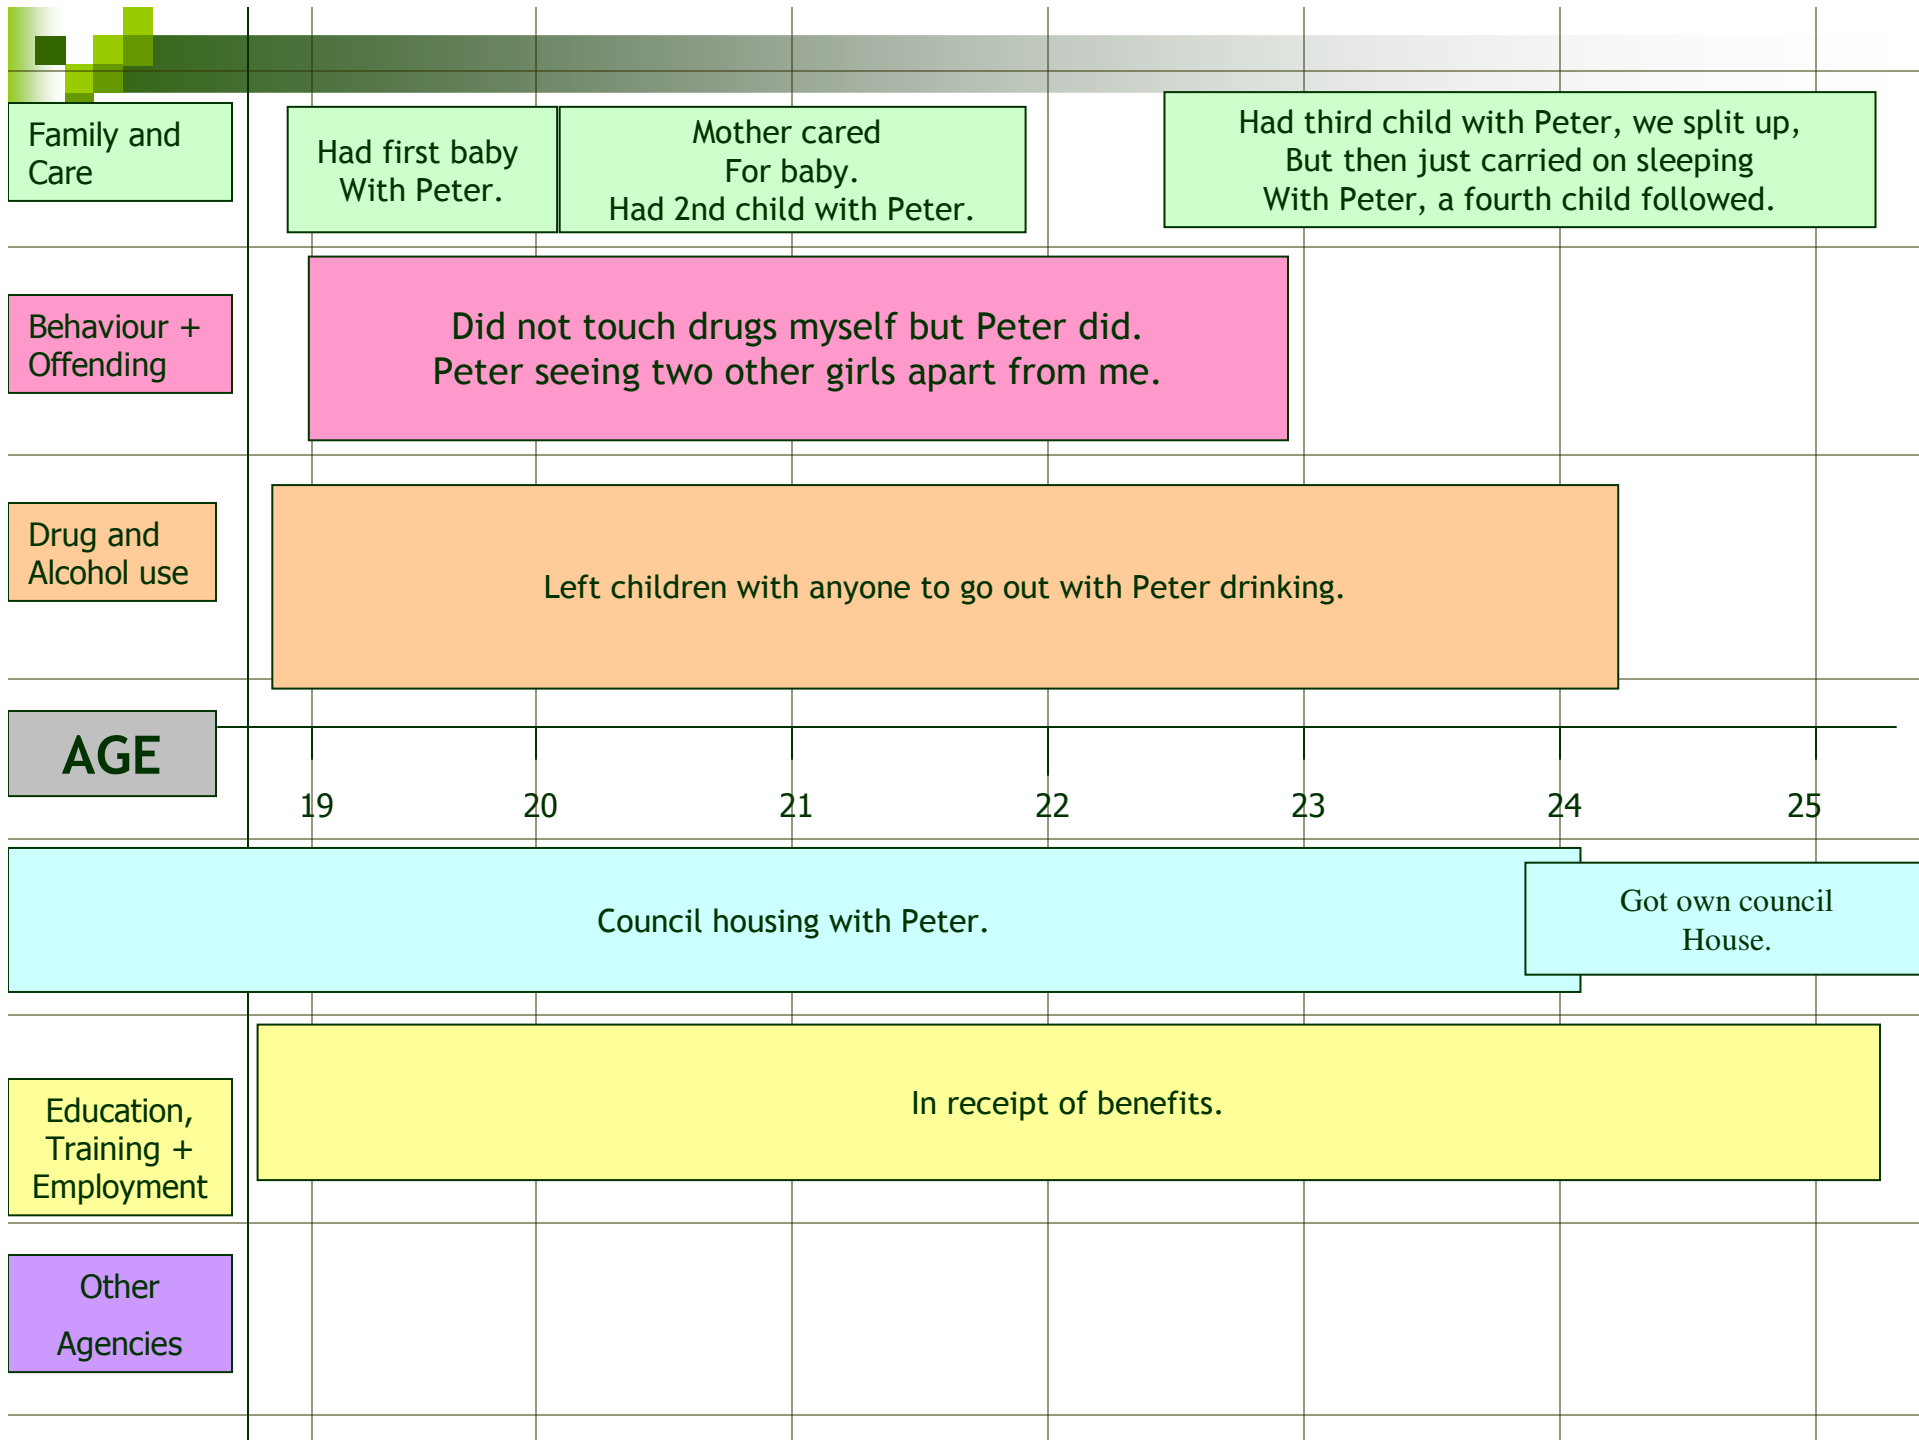 Family and
Care
Had first baby
With Peter.
Mother cared
For baby.
Had 2nd child with Peter.
Had third child with Peter, we split up,
But then just carried on sleeping
With Peter, a fourth child followed.
Behaviour +
Offending
Did not touch drugs myself but Peter did.
Peter seeing two other girls apart from me.
Drug and
Alcohol use
Left children with anyone to go out with Peter drinking.
AGE
19 20 21 22 23 24 25
Council housing with Peter.
Got own council
House.
Education,
Training +
Employment
In receipt of benefits.
Other
Agencies